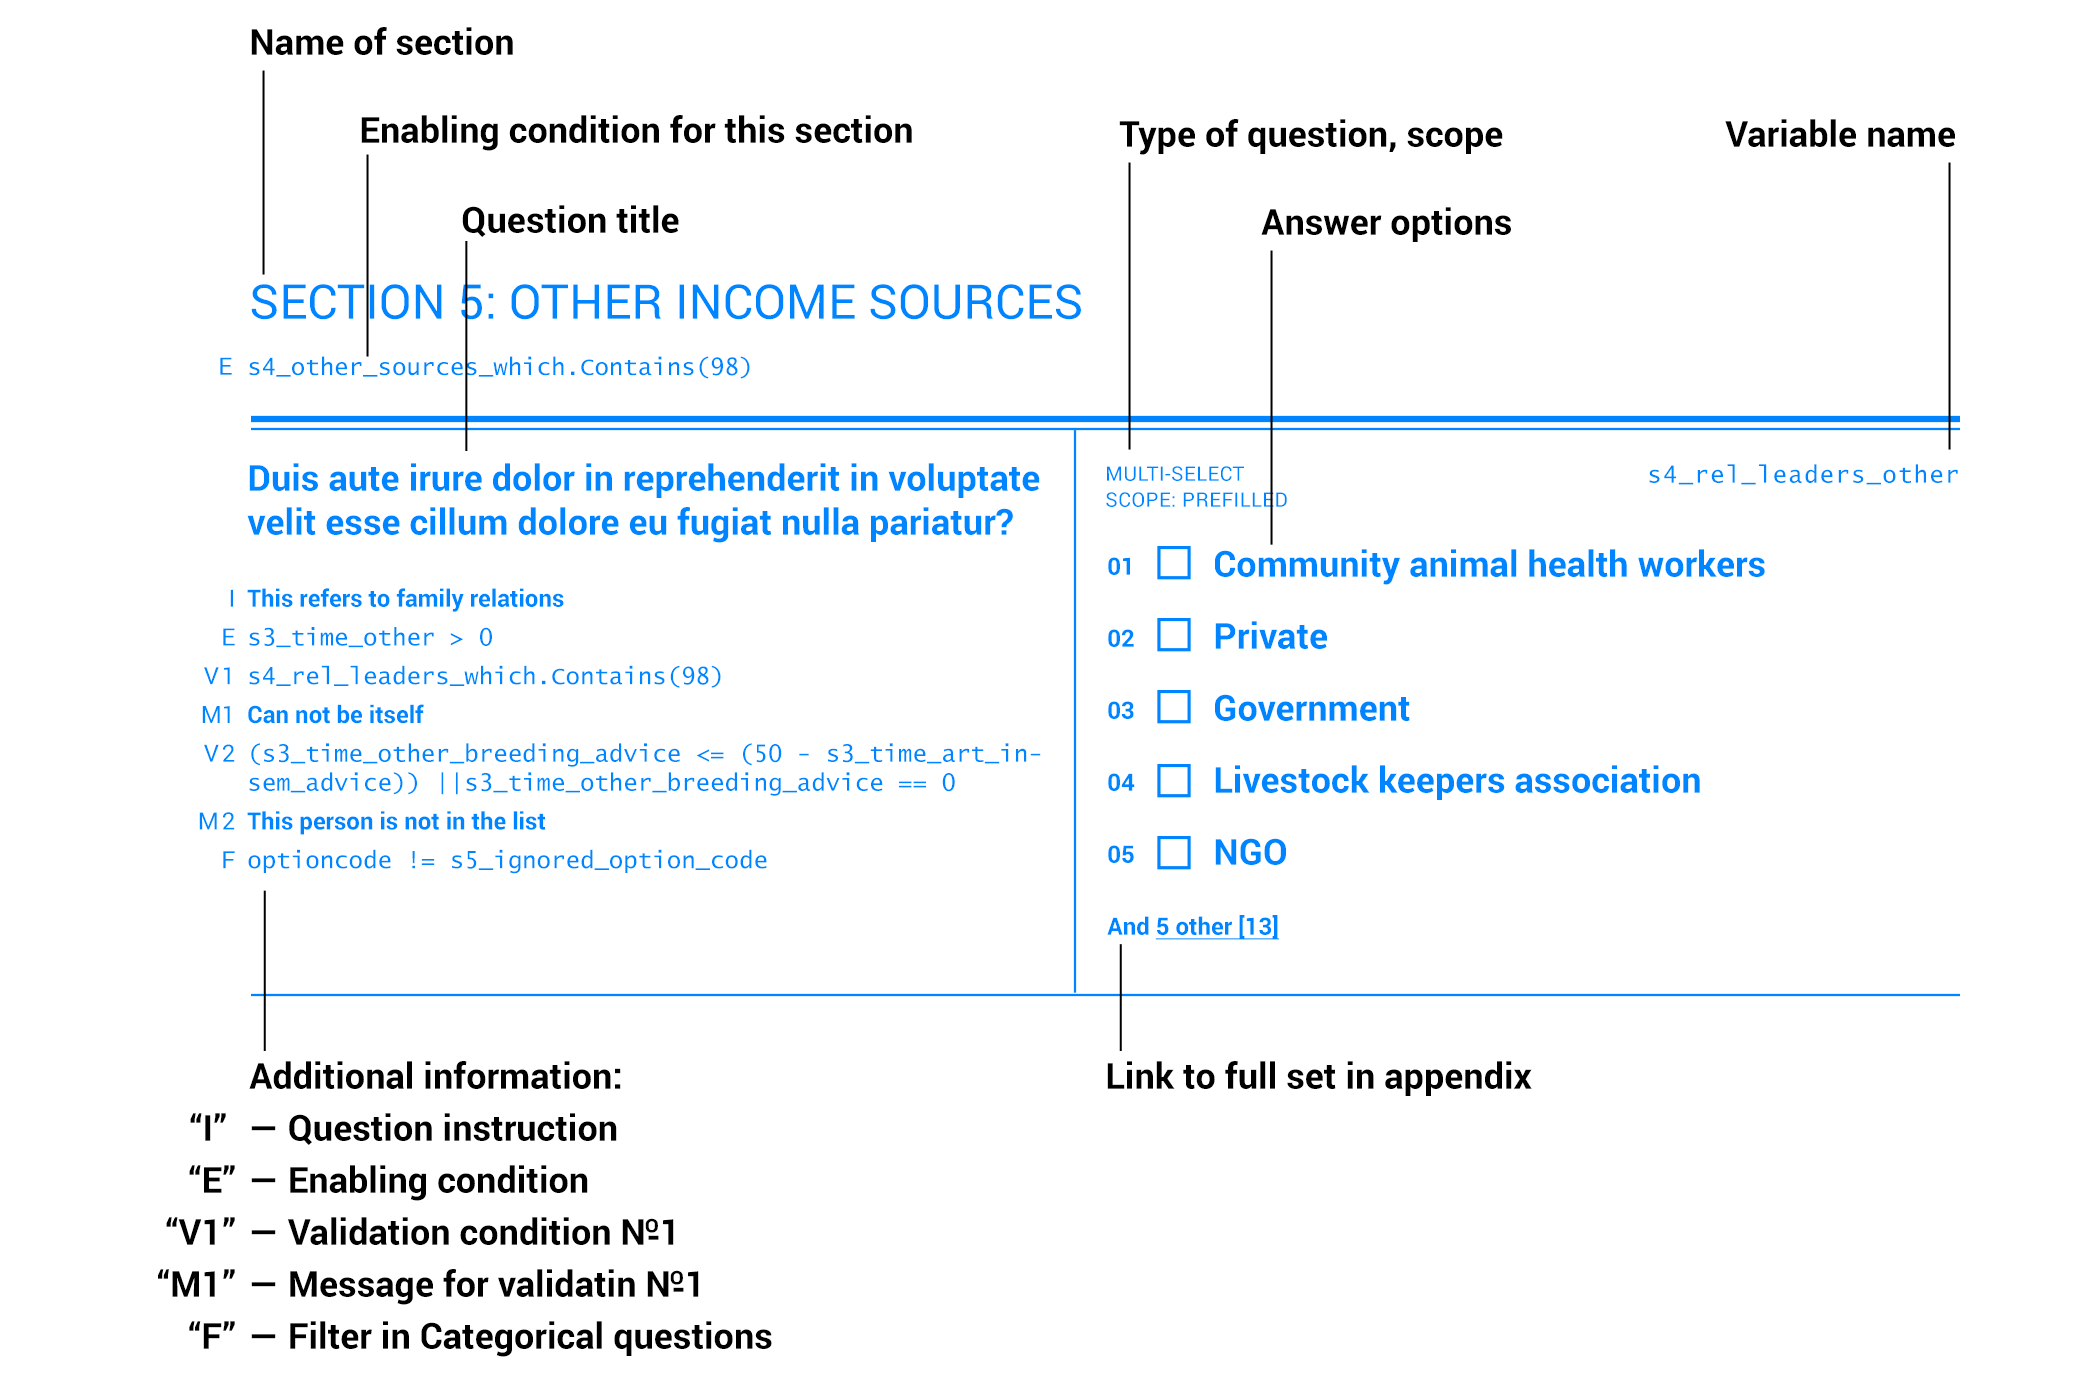 Name of section
Enabling condition for this section
Type of question, scope
Variable name
Question title
Answer options
SECTION 5: OTHER INCOME SOURCES
E s4_other_sources_which.Contains(98)
Duis aute irure dolor in reprehenderit in voluptate
velit esse cillum dolore eu fugiat nulla pariatur?
I This refers to family relations
E s3_time_other > 0
V1 s4_rel_leaders_which.Contains(98)
M1 Can not be itself
V2 (s3_time_other_breeding_advice <= (50 – s3_time_art_in-
sem_advice)) ||s3_time_other_breeding_advice == 0
M2 This person is not in the list
F optioncode != s5_ignored_option_code
MULTI-SELECT
SCOPE: PREFILLED
s4_rel_leaders_other
01 Community animal health workers
02 Private
03 Government
04 Livestock keepers association
05 NGO
And 5 other [13]
Additional information:
“I” — Question instruction
“E” — Enabling condition
“V1” — Validation condition №1
“M1” — Message for validatin №1
“F” — Filter in Categorical questions
Link to full set in appendix